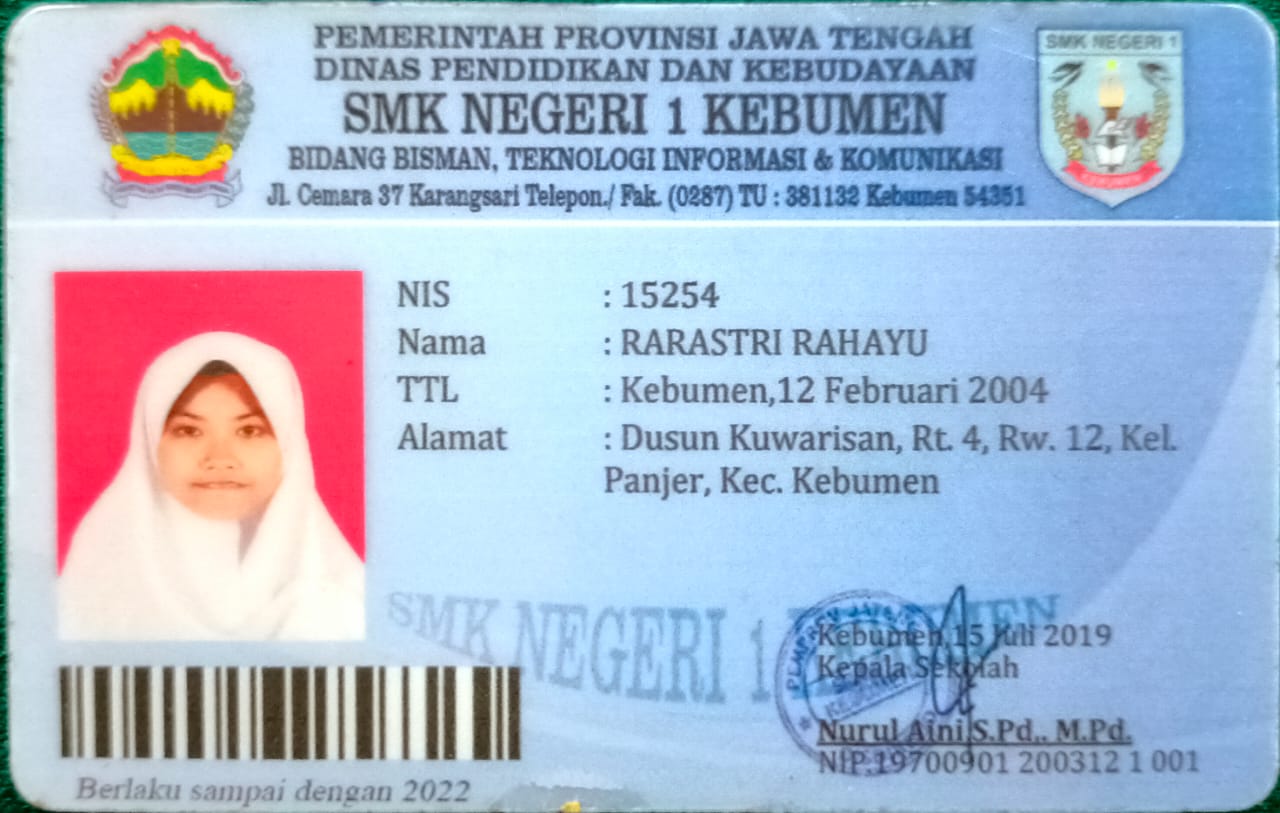 PEMERINTAH PROVINSI JAWA TENGAH
DINAS PENDIDIKAN DAN KEBUDAYAAN
SMK NEGERI 1 KEBUMEN
BIDANG BISMAN, TEKNOLOGI INFORMASI & KOMUNIKASI
Jl. Cemara 37 Karangsari Telepon./ Fak. (0287) TU : 381132 Kebumen 54351
SMK NEGERI 1
NIS : 15254
Nama : RARASTRI RAHAYU
TTL : Kebumen,12 Februari 2004
Alamat : Dusun Kuwarisan, Rt. 4, Rw. 12, Kel.
Panjer, Kec. Kebumen
SMK NEGERI 1
Kebumen,15 Juli 2019
Kepala Sekolah
Nurul Aini,S.Pd., M.Pd.
NIP.19700901 200312 1 001
Berlaku sampai dengan 2022